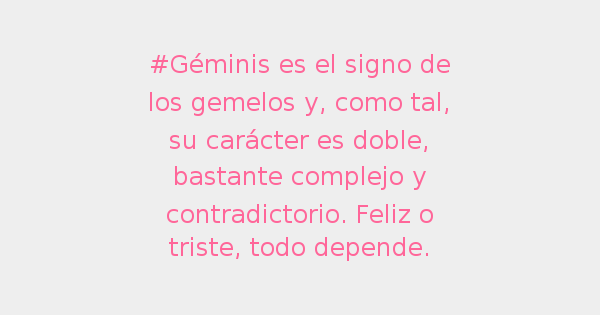 #Géminis es el signo de
los gemelos y, como tal,
su carácter es doble,
bastante complejo y
contradictorio. Feliz o
triste, todo depende.